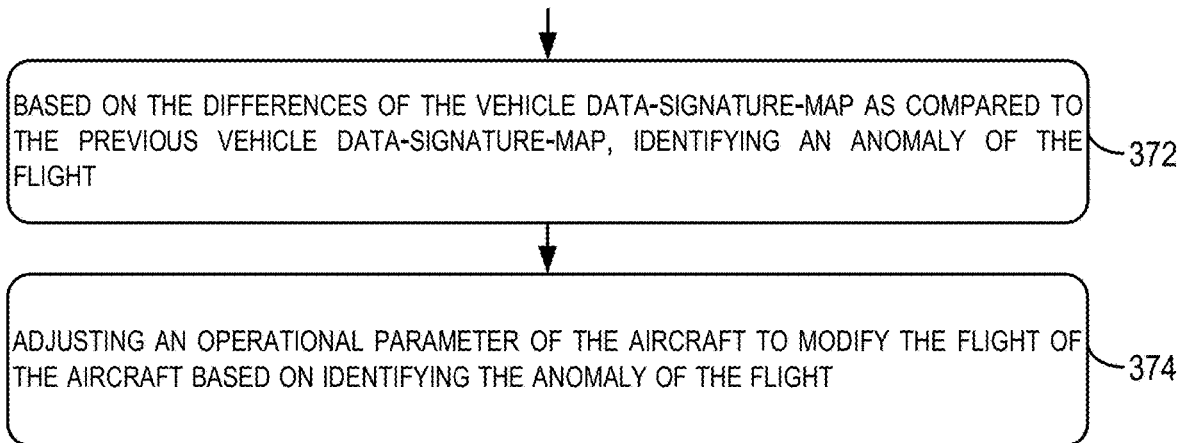 BASED ON THE DIFFERENCES OF THE VEHICLE DATA-SIGNATURE-MAP AS COMPARED TO
THE PREVIOUS VEHICLE DATA-SIGNATURE-MAP, IDENTIFYING AN ANOMALY OF THE
FLIGHT
372
ADJUSTING AN OPERATIONAL PARAMETER OF THE AIRCRAFT TO MODIFY THE FLIGHT OF
THE AIRCRAFT BASED ON IDENTIFYING THE ANOMALY OF THE FLIGHT
374